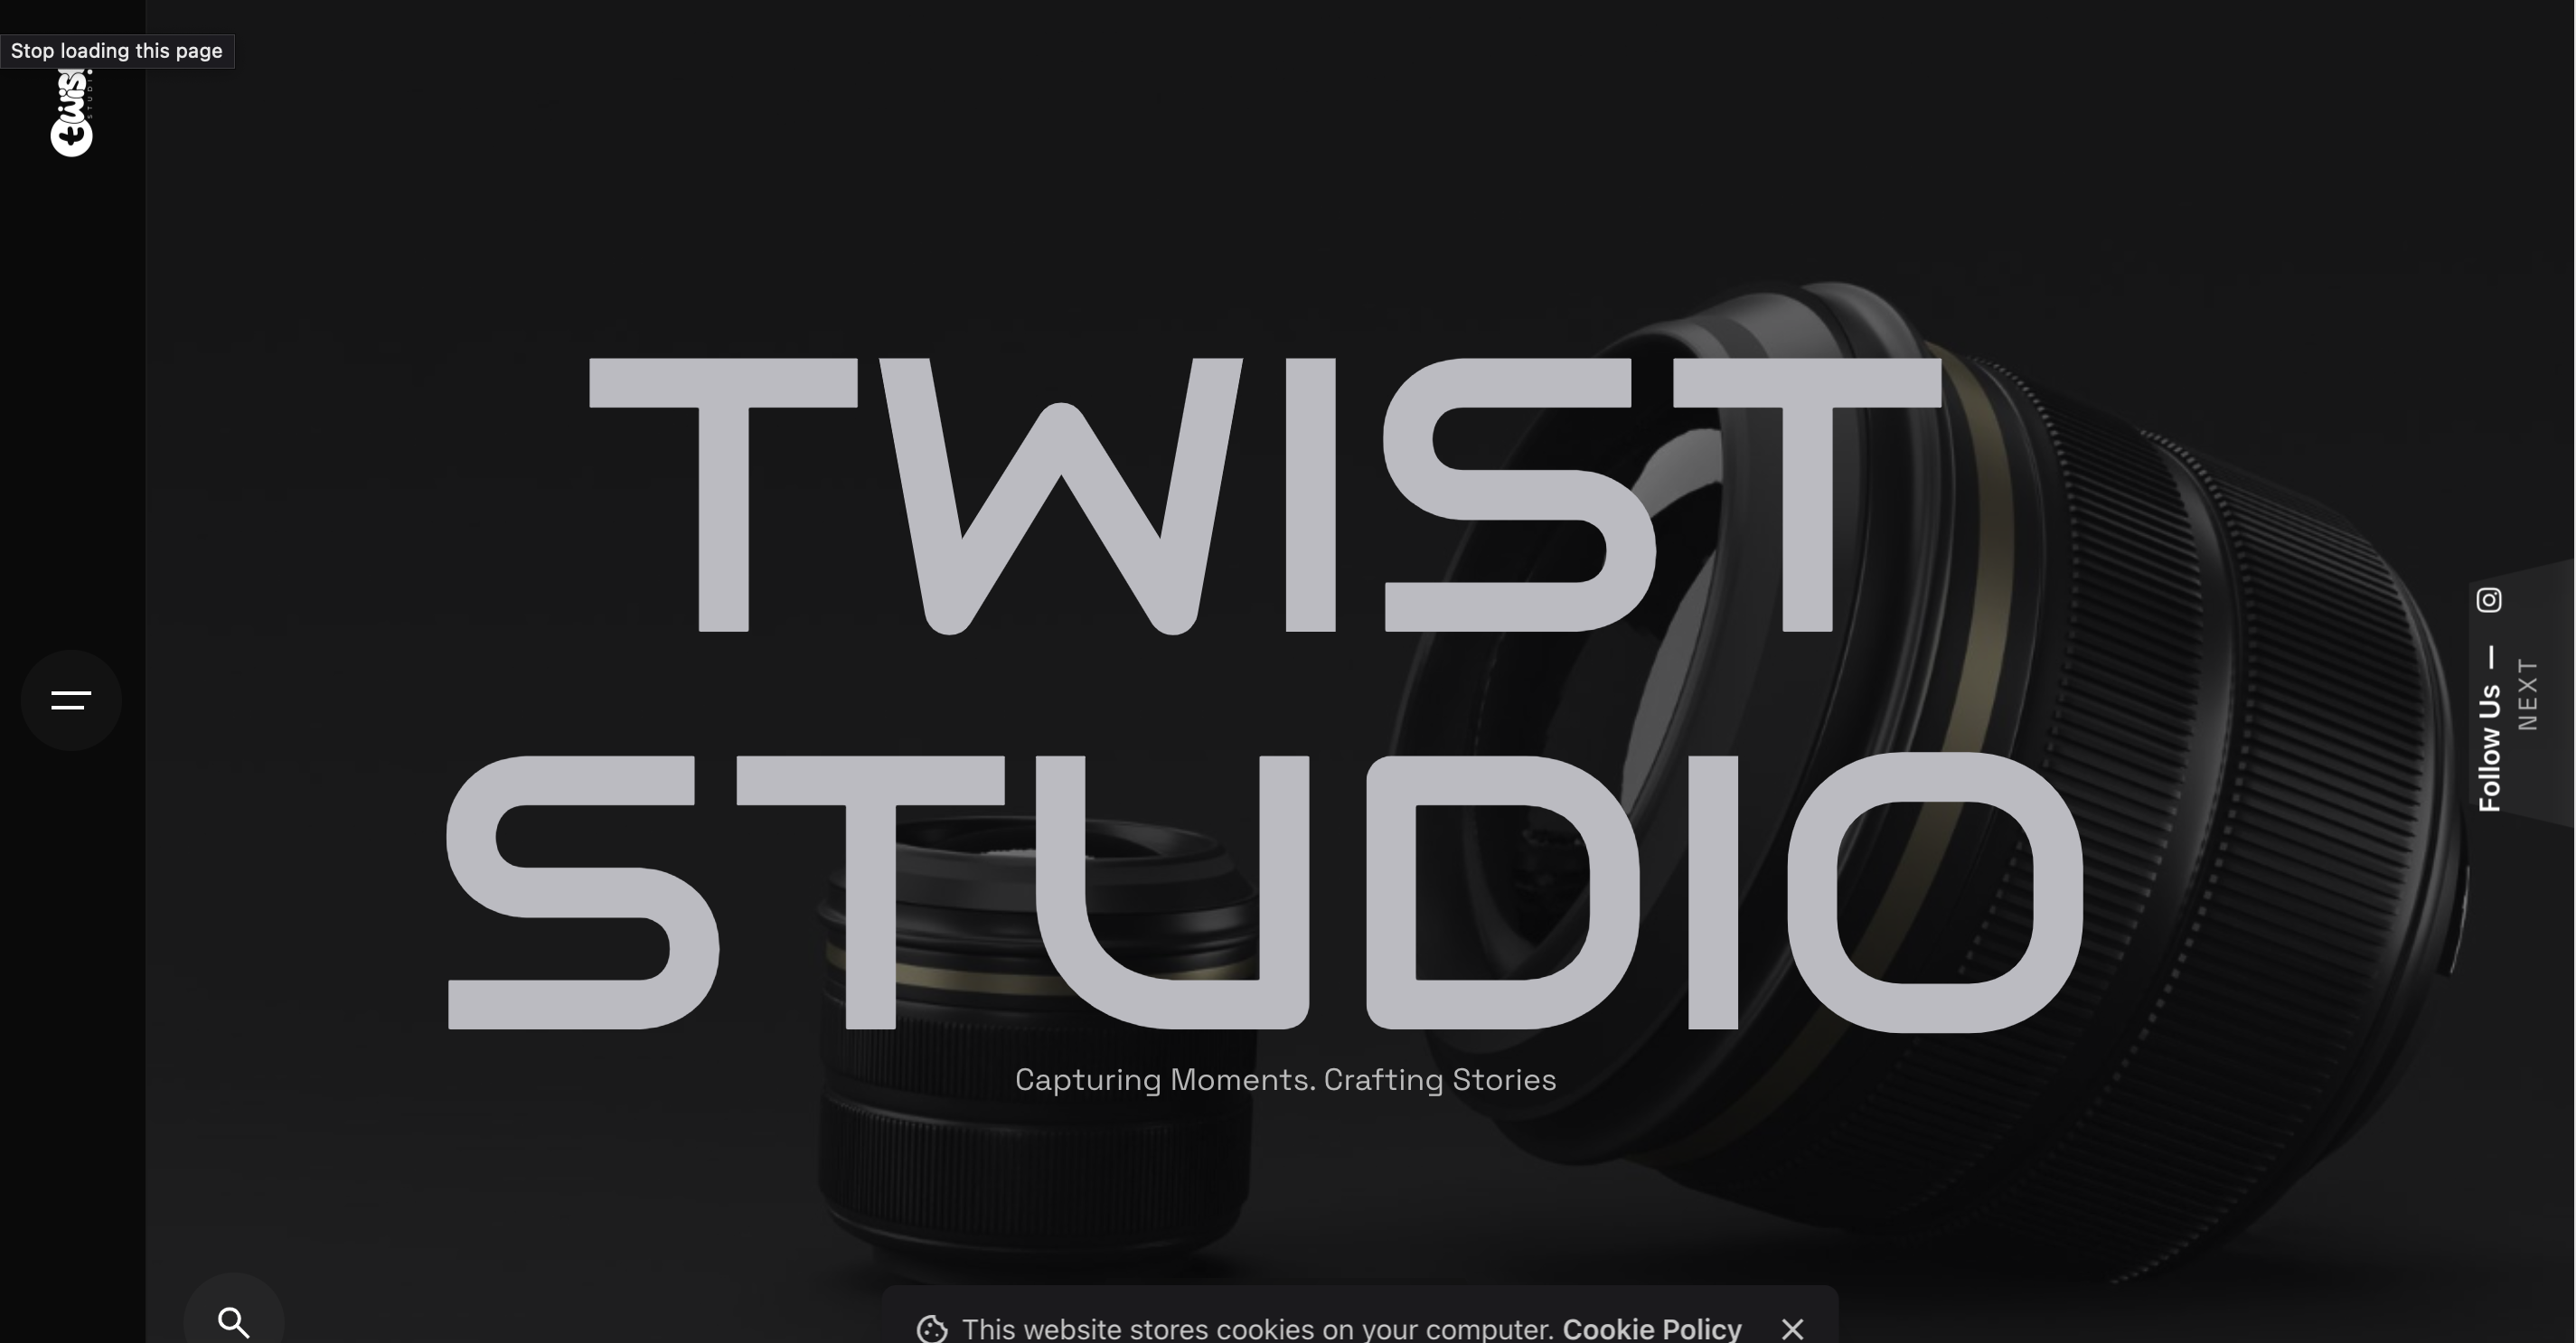 Stop loading this page
twist
STUDIO
TWIST
STUDIO
Capturing Moments. Crafting Stories
Follow Us —
NEXT
This website stores cookies on your computer. Cookie Policy